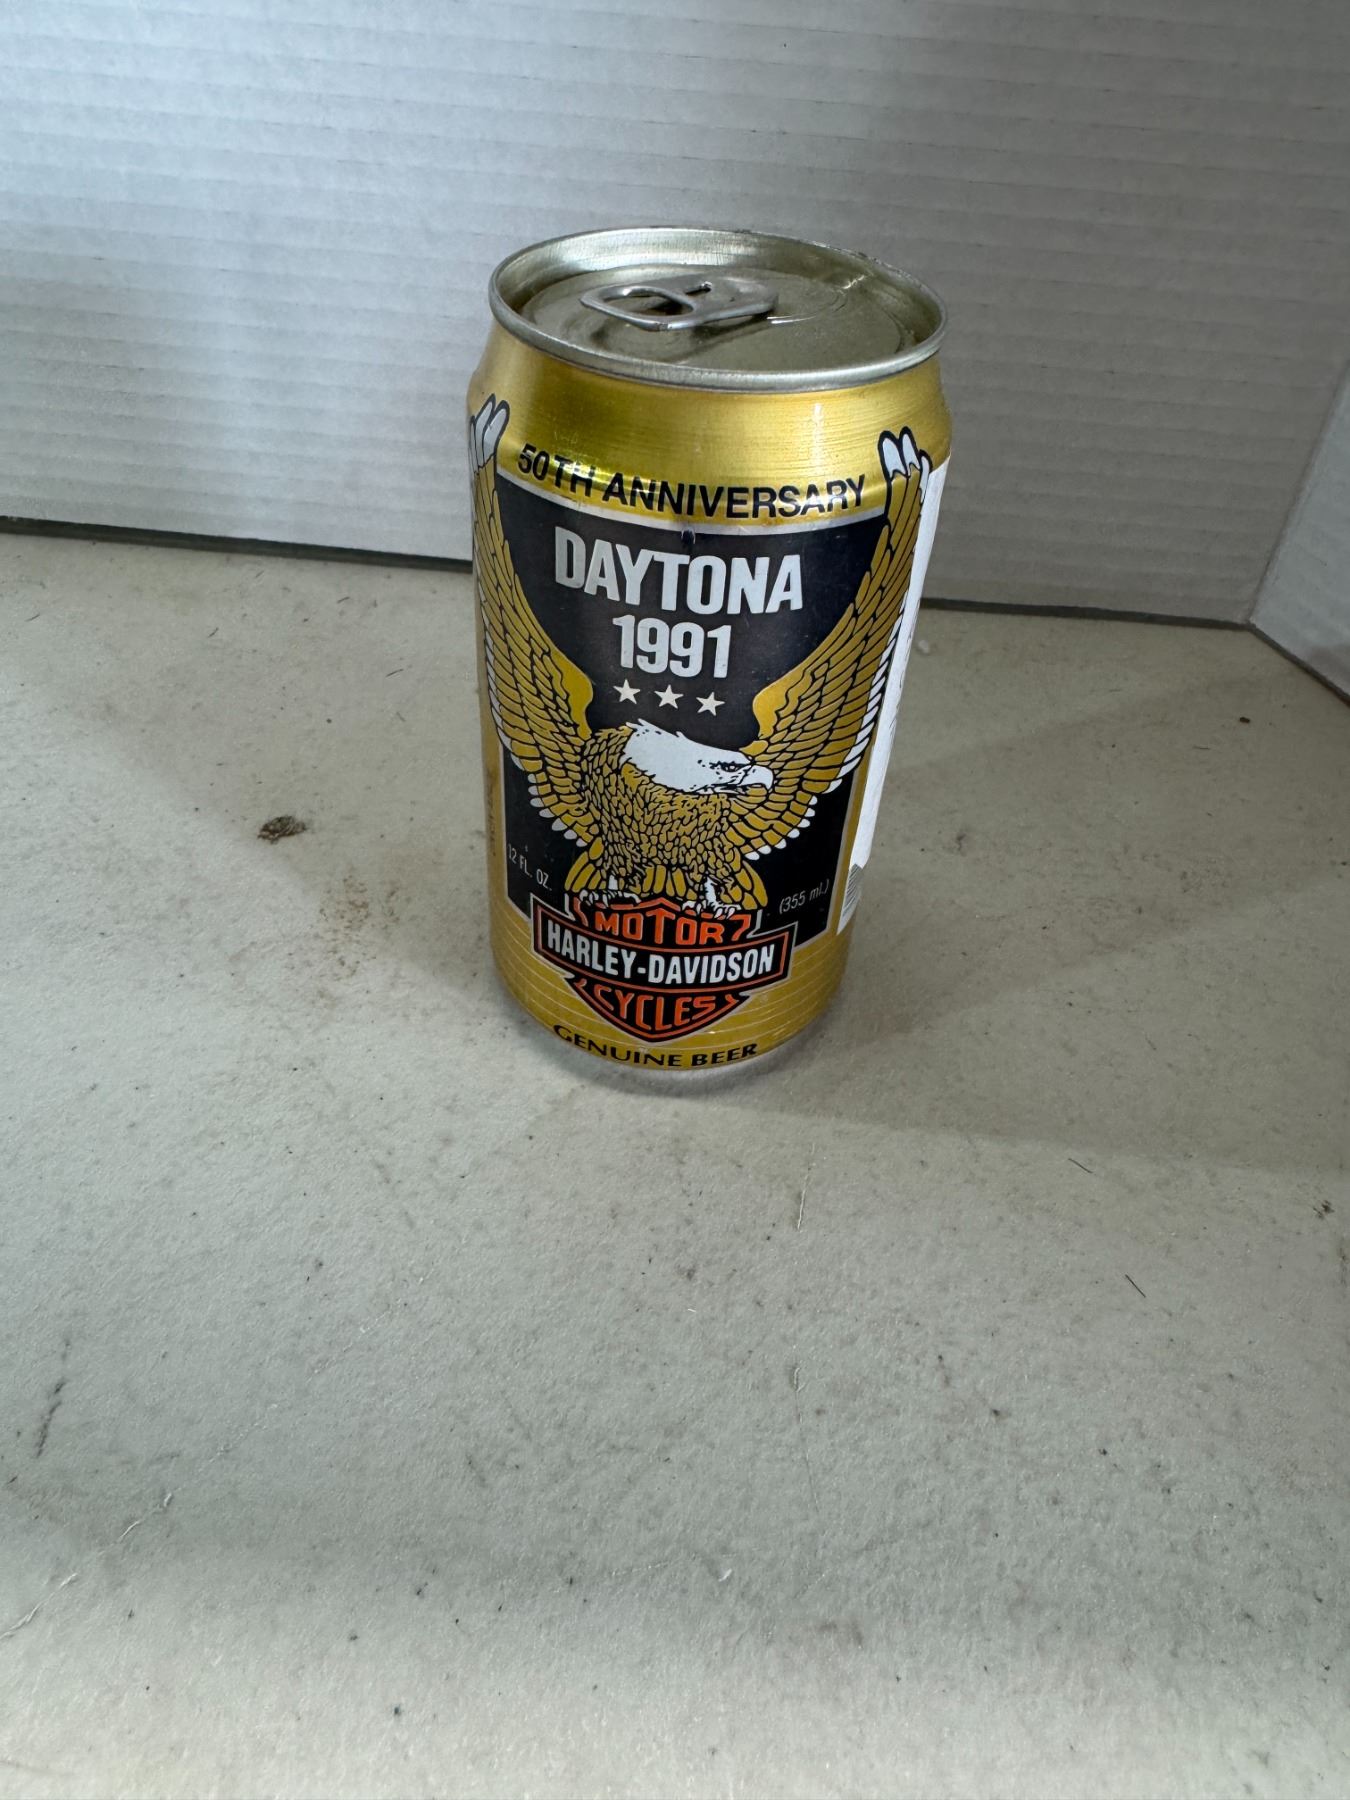 50TH ANNIVERSARY
DAYTONA
1991
12 FL. OZ.
(355 ml.)
MOTOR
HARLEY-DAVIDSON
CYCLES
GENUINE BEER